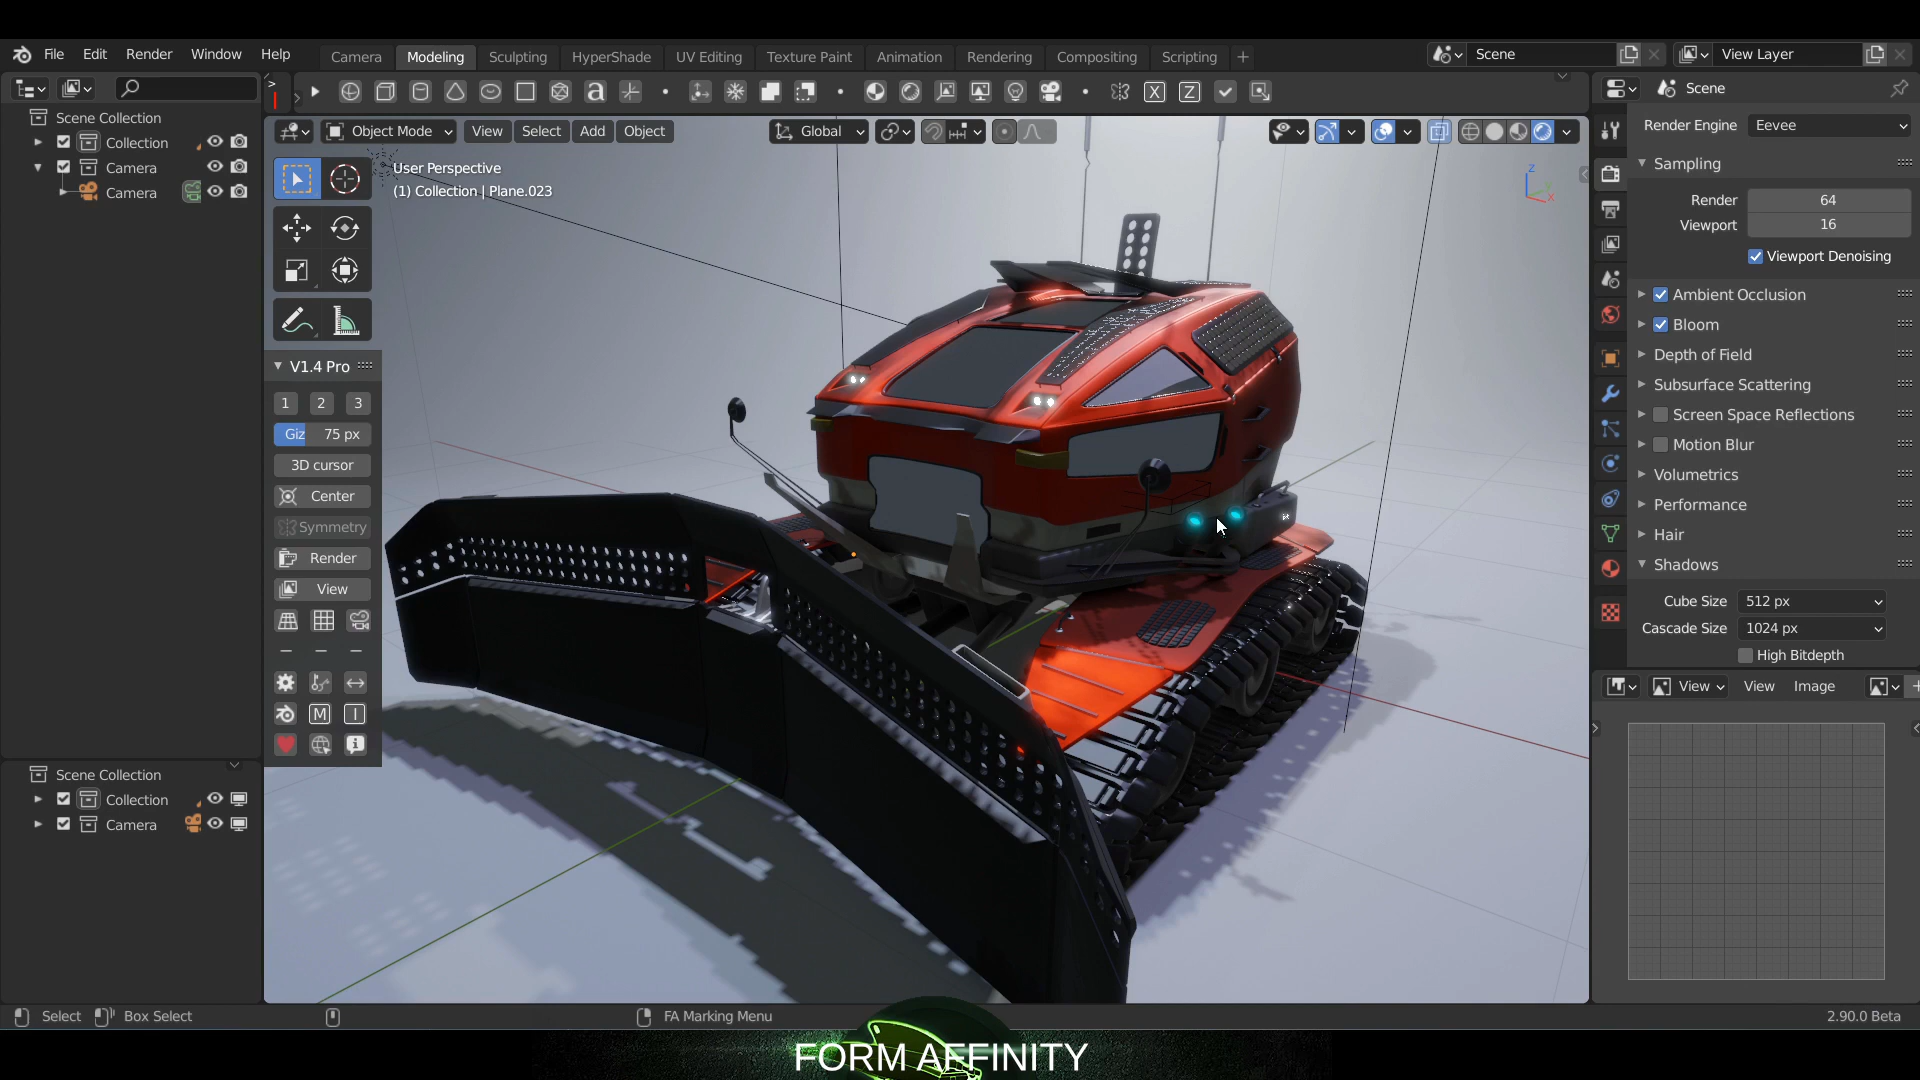 File Edit Render Window Help Camera Modeling Sculpting HyperShade UV Editing Texture Paint Animation Rendering Compositing Scripting + Scene View Layer
Scene Collection
Collection
Camera
Camera
a X Z
Object Mode View Select Add Object Global
User Perspective
(1) Collection | Plane.023
Z
Y
X
V1.4 Pro
1 2 3
Giz 75 px
3D cursor
Center
Symmetry
Render
View
M I
Scene Collection
Collection
Camera
Scene
Render Engine Eevee
Sampling
Render 64
Viewport 16
Viewport Denoising
Ambient Occlusion
Bloom
Depth of Field
Subsurface Scattering
Screen Space Reflections
Motion Blur
Volumetrics
Performance
Hair
Shadows
Cube Size 512 px
Cascade Size 1024 px
High Bitdepth
View View Image
Select Box Select FA Marking Menu 2.90.0 Beta
FORM AFFINITY